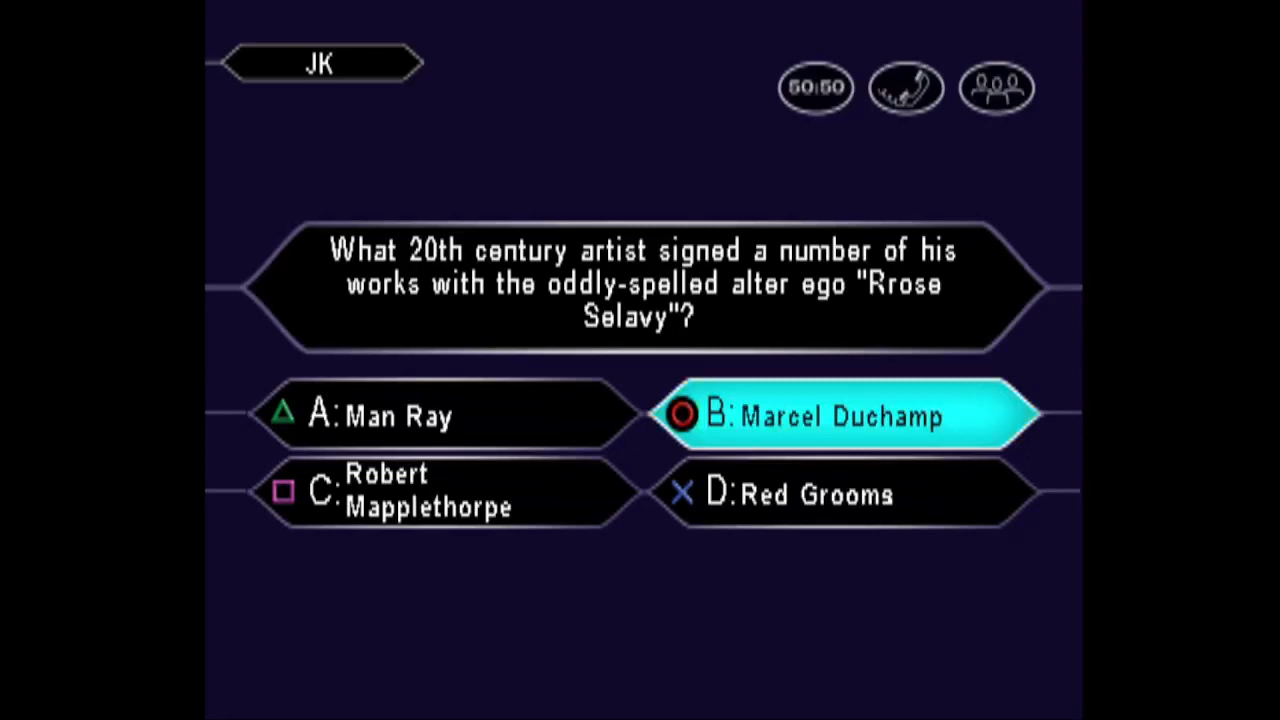 JK
50:50
What 20th century artist signed a number of his
works with the oddly-spelled alter ego "Rrose
Selavy"?
A: Man Ray
B: Marcel Duchamp
C: Robert
Mapplethorpe
D: Red Grooms